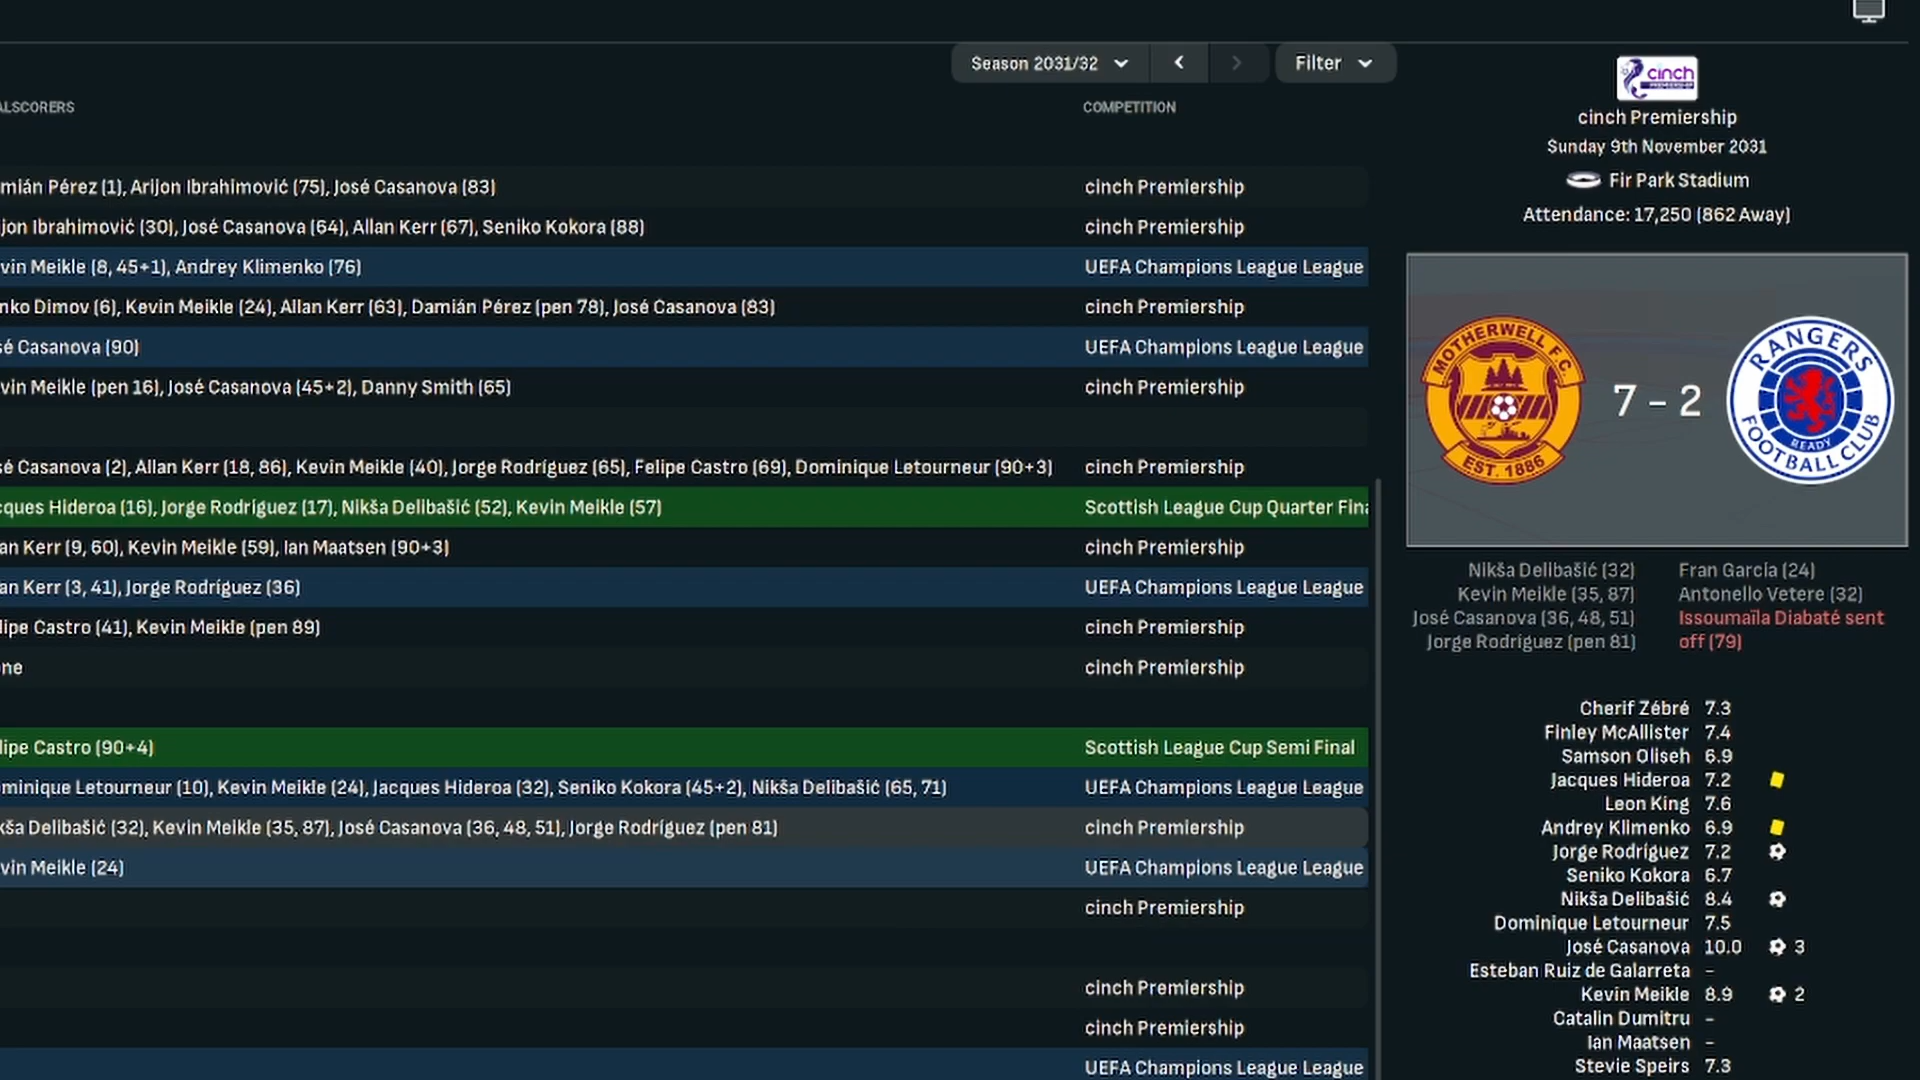 Season 2031/32
Filter
ALSCORERS
COMPETITION
mián Pérez (1), Arijon Ibrahimović (75), José Casanova (83)
cinch Premiership
jon Ibrahimović (30), José Casanova (64), Allan Kerr (67), Seniko Kokora (88)
cinch Premiership
vin Meikle (8, 45+1), Andrey Klimenko (76)
UEFA Champions League League
nko Dimov (6), Kevin Meikle (24), Allan Kerr (63), Damián Pérez (pen 78), José Casanova (83)
cinch Premiership
sé Casanova (90)
UEFA Champions League League
vin Meikle (pen 16), José Casanova (45+2), Danny Smith (65)
cinch Premiership
sé Casanova (2), Allan Kerr (18, 86), Kevin Meikle (40), Jorge Rodríguez (65), Felipe Castro (69), Dominique Letourneur (90+3)
cinch Premiership
cques Hideroa (16), Jorge Rodríguez (17), Nikša Delibašić (52), Kevin Meikle (57)
Scottish League Cup Quarter Fina
an Kerr (9, 60), Kevin Meikle (59), Ian Maatsen (90+3)
cinch Premiership
an Kerr (3, 41), Jorge Rodríguez (36)
UEFA Champions League League
lipe Castro (41), Kevin Meikle (pen 89)
cinch Premiership
ne
cinch Premiership
lipe Castro (90+4)
Scottish League Cup Semi Final
minique Letourneur (10), Kevin Meikle (24), Jacques Hideroa (32), Seniko Kokora (45+2), Nikša Delibašić (65, 71)
UEFA Champions League League
kša Delibašić (32), Kevin Meikle (35, 87), José Casanova (36, 48, 51), Jorge Rodríguez (pen 81)
cinch Premiership
vin Meikle (24)
UEFA Champions League League
cinch Premiership
cinch Premiership
cinch Premiership
UEFA Champions League League
cinch
PREMIERSHIP
cinch Premiership
Sunday 9th November 2031
Fir Park Stadium
Attendance: 17,250 (862 Away)
MOTHERWELL F.C.
EST. 1886
7 - 2
RANGERS
READY
FOOTBALL CLUB
Nikša Delibašić (32)
Kevin Meikle (35, 87)
José Casanova (36, 48, 51)
Jorge Rodríguez (pen 81)
Fran García (24)
Antonello Vetere (32)
Issoumaïla Diabaté sent
off (79)
Cherif Zébré 7.3
Finley McAllister 7.4
Samson Oliseh 6.9
Jacques Hideroa 7.2
Leon King 7.6
Andrey Klimenko 6.9
Jorge Rodríguez 7.2
Seniko Kokora 6.7
Nikša Delibašić 8.4
Dominique Letourneur 7.5
José Casanova 10.0 3
Esteban Ruiz de Galarreta -
Kevin Meikle 8.9 2
Catalin Dumitru -
Ian Maatsen -
Stevie Speirs 7.3